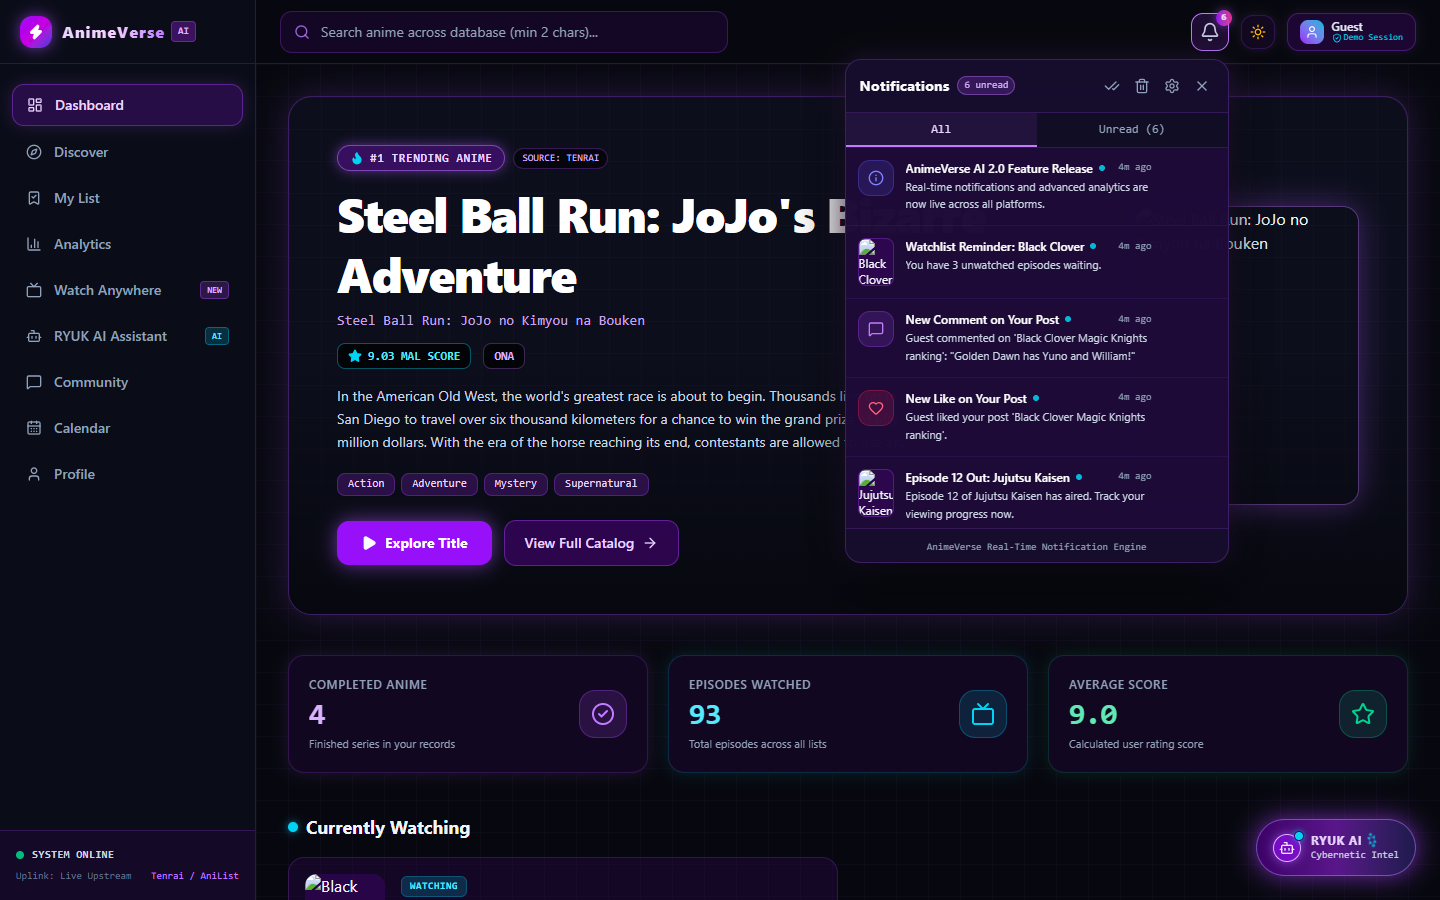 AnimeVerse AI
Search anime across database (min 2 chars)...
6
Guest
Demo Session
Dashboard
Discover
My List
Analytics
Watch Anywhere NEW
RYUK AI Assistant AI
Community
Calendar
Profile
SYSTEM ONLINE
Uplink: Live Upstream Tenrai / AniList
#1 TRENDING ANIME SOURCE: TENRAI
Steel Ball Run: JoJo's Bizarre
Adventure
Steel Ball Run: JoJo no Kimyou na Bouken
9.03 MAL SCORE ONA
In the American Old West, the world's greatest race is about to begin. Thousands
San Diego to travel over six thousand kilometers for a chance to win the grand
million dollars. With the era of the horse reaching its end, contestants are allowed
Action Adventure Mystery Supernatural
Explore Title View Full Catalog
un: JoJo no
ouken
Notifications 6 unread
All Unread (6)
AnimeVerse AI 2.0 Feature Release 4m ago
Real-time notifications and advanced analytics are
now live across all platforms.
Black
Clover
Watchlist Reminder: Black Clover 4m ago
You have 3 unwatched episodes waiting.
New Comment on Your Post 4m ago
Guest commented on 'Black Clover Magic Knights
ranking': "Golden Dawn has Yuno and William!"
New Like on Your Post 4m ago
Guest liked your post 'Black Clover Magic Knights
ranking'.
Jujutsu
Kaisen
Episode 12 Out: Jujutsu Kaisen 4m ago
Episode 12 of Jujutsu Kaisen has aired. Track your
viewing progress now.
AnimeVerse Real-Time Notification Engine
COMPLETED ANIME
4
Finished series in your records
EPISODES WATCHED
93
Total episodes across all lists
AVERAGE SCORE
9.0
Calculated user rating score
Currently Watching
Black
WATCHING
RYUK AI
Cybernetic Intel